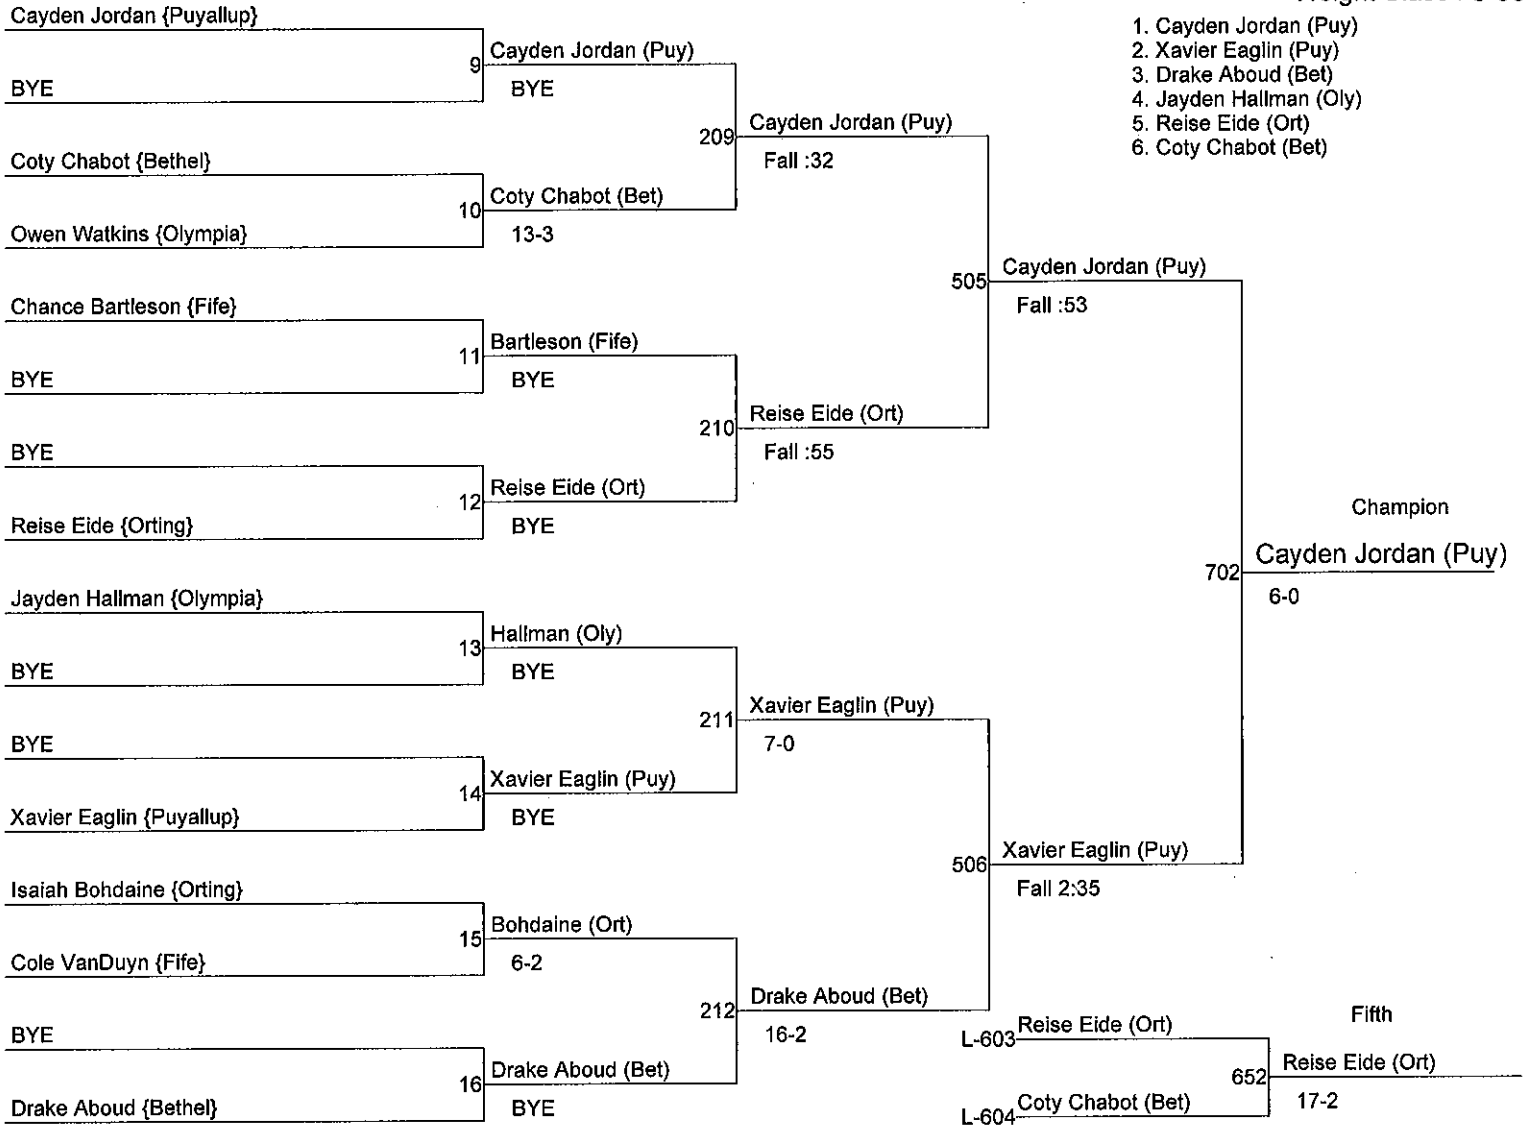 Cayden Jordan {Puyallup}
1. Cayden Jordan (Puy)
2. Xavier Eaglin (Puy)
3. Drake Aboud (Bet)
4. Jayden Hallman (Oly)
5. Reise Eide (Ort)
6. Coty Chabot (Bet)
9 Cayden Jordan (Puy)
BYE
BYE
209 Cayden Jordan (Puy)
Fall :32
Coty Chabot {Bethel}
10 Coty Chabot (Bet)
13-3
Owen Watkins {Olympia}
505 Cayden Jordan (Puy)
Fall :53
Chance Bartleson {Fife}
11 Bartleson (Fife)
BYE
BYE
210 Reise Eide (Ort)
Fall :55
BYE
12 Reise Eide (Ort)
BYE
Reise Eide {Orting}
Champion
702 Cayden Jordan (Puy)
6-0
Jayden Hallman {Olympia}
13 Hallman (Oly)
BYE
BYE
211 Xavier Eaglin (Puy)
7-0
BYE
14 Xavier Eaglin (Puy)
BYE
Xavier Eaglin {Puyallup}
506 Xavier Eaglin (Puy)
Fall 2:35
Isaiah Bohdaine {Orting}
15 Bohdaine (Ort)
6-2
Cole VanDuyn {Fife}
212 Drake Aboud (Bet)
16-2
BYE
16 Drake Aboud (Bet)
BYE
Drake Aboud {Bethel}
Fifth
L-603 Reise Eide (Ort)
652 Reise Eide (Ort)
17-2
L-604 Coty Chabot (Bet)